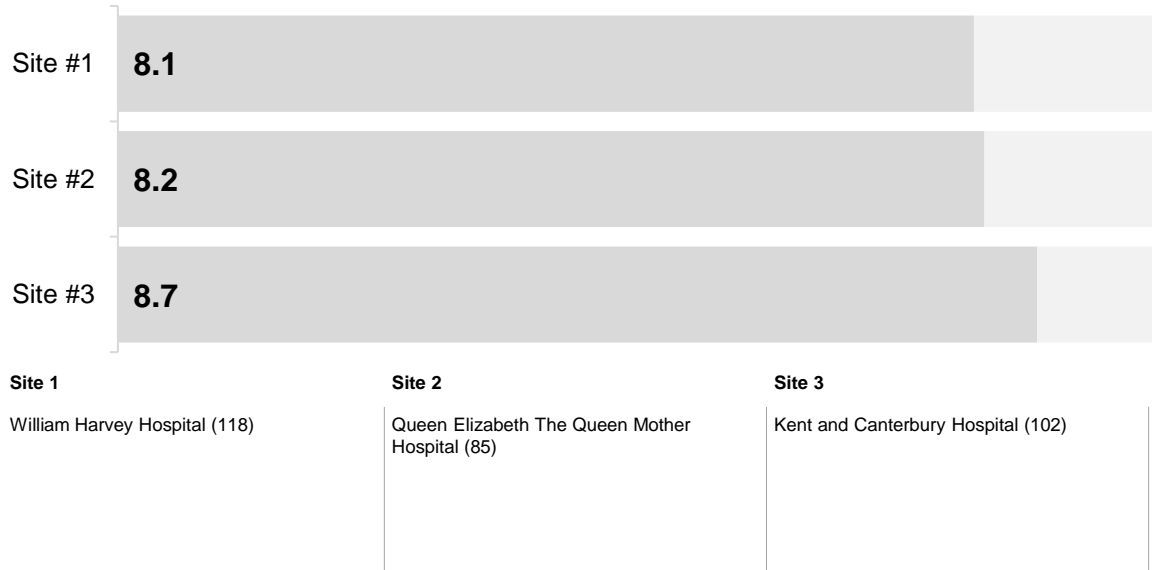 Site #1
8.1
Site #2
8.2
Site #3
8.7
Site 1
William Harvey Hospital (118)
Site 2
Queen Elizabeth The Queen Mother
Hospital (85)
Site 3
Kent and Canterbury Hospital (102)